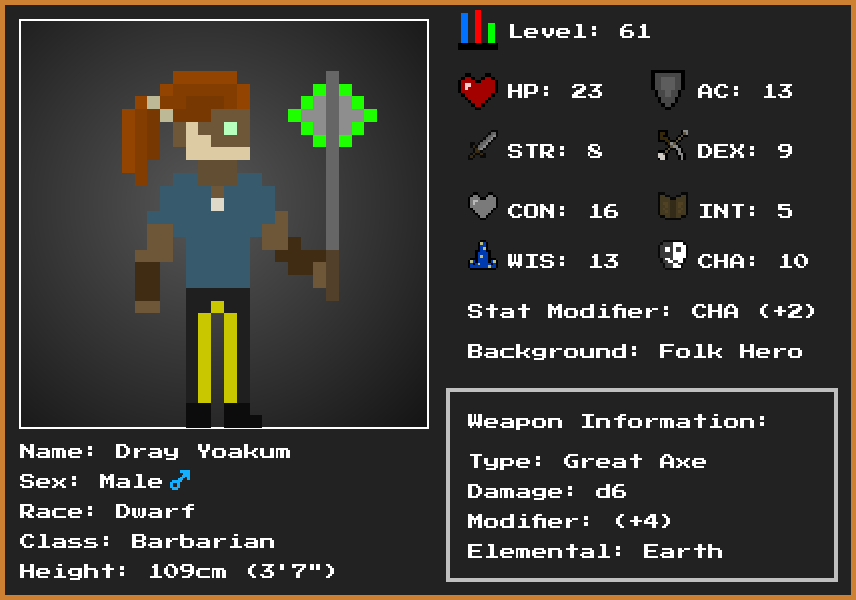 Level: 61
HP: 23 AC: 13
STR: 8 DEX: 9
CON: 16 INT: 5
WIS: 13 CHA: 10
Stat Modifier: CHA (+2)
Background: Folk Hero
Weapon Information:
Type: Great Axe
Damage: d6
Modifier: (+4)
Elemental: Earth
Name: Dray Yoakum
Sex: Male♂
Race: Dwarf
Class: Barbarian
Height: 109cm (3'7")